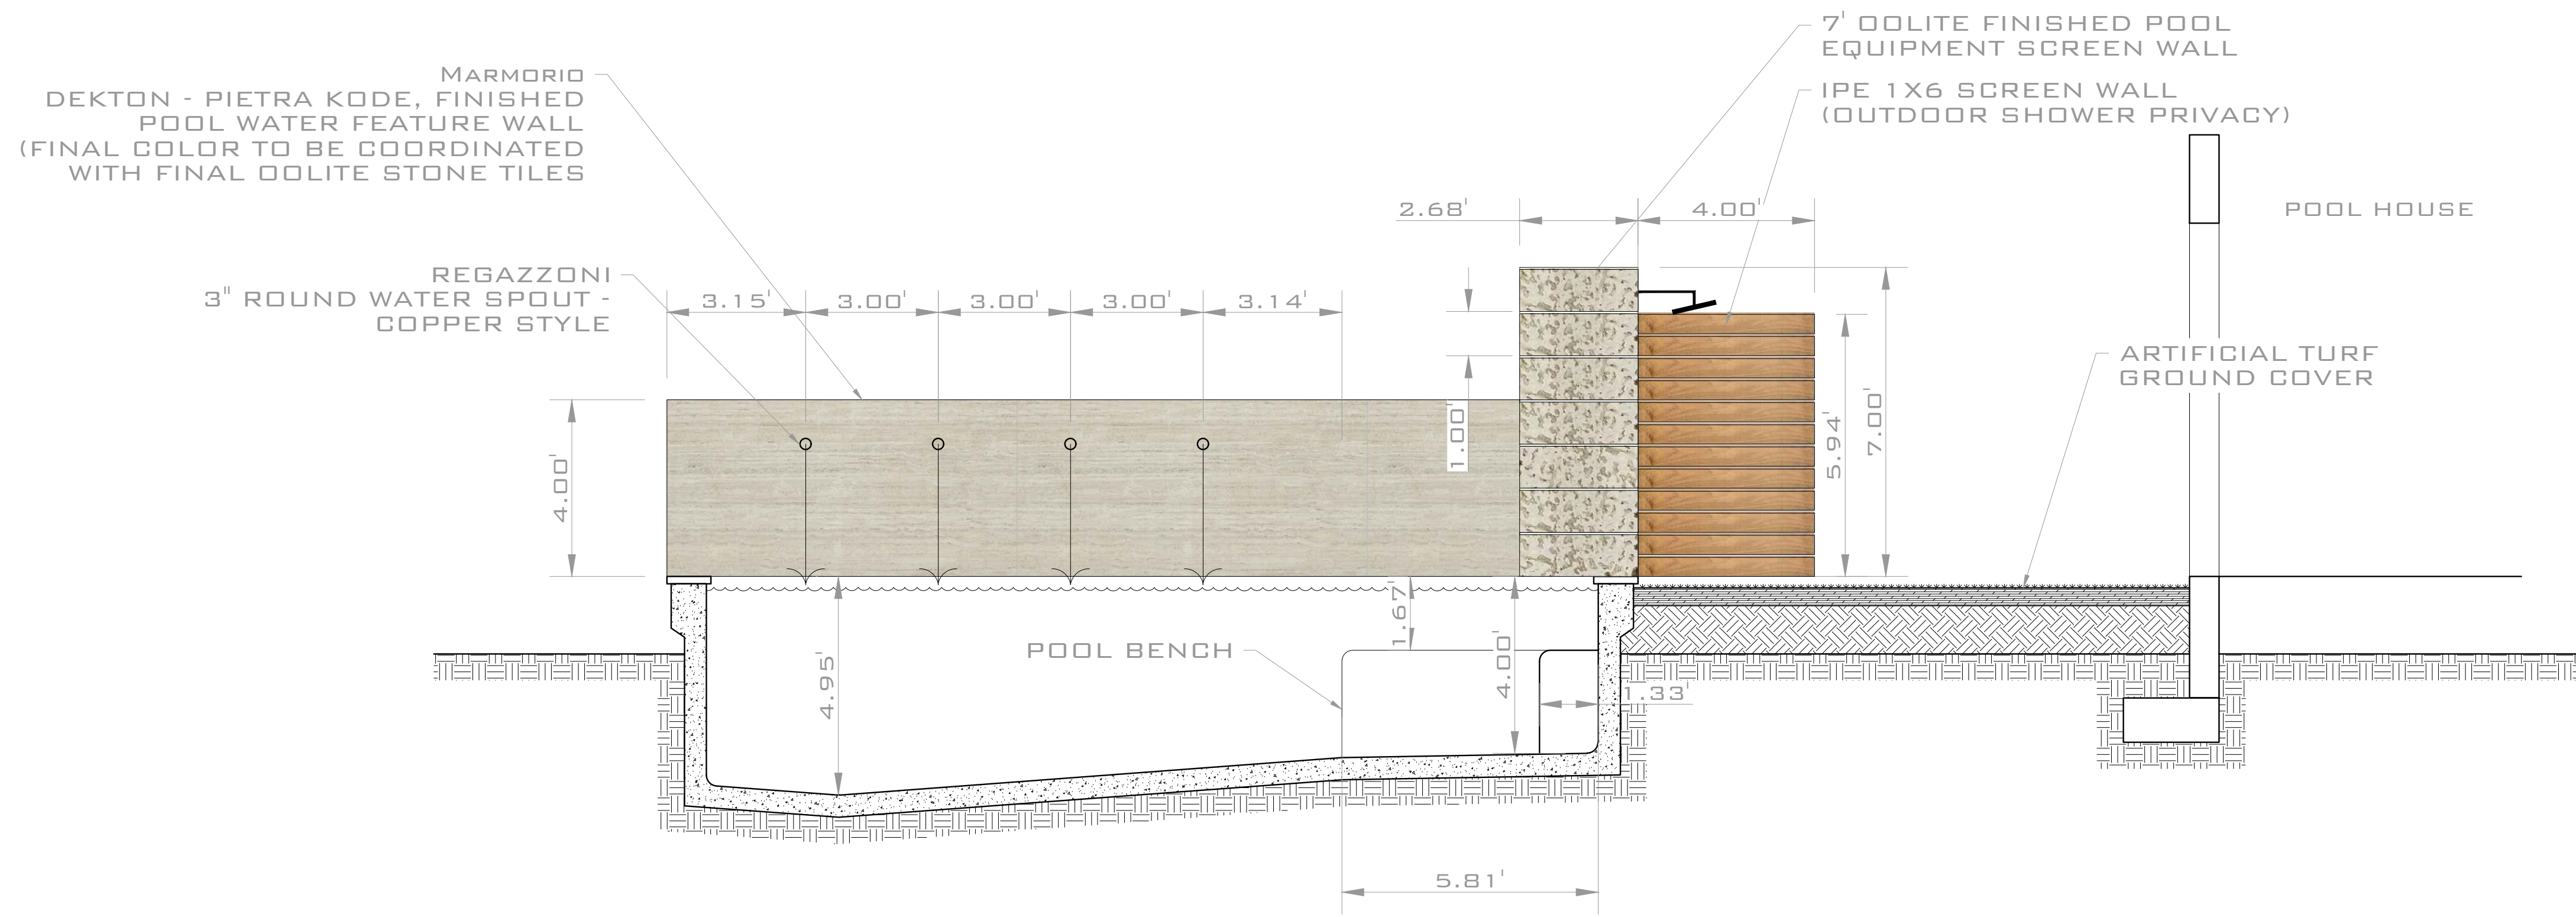 7' OOLITE FINISHED POOL
EQUIPMENT SCREEN WALL
Marmorio
DEKTON - PIETRA KODE, FINISHED
POOL WATER FEATURE WALL
(FINAL COLOR TO BE COORDINATED
WITH FINAL OOLITE STONE TILES
IPE 1X6 SCREEN WALL
(OUTDOOR SHOWER PRIVACY)
2.68'
4.00'
POOL HOUSE
REGAZZONI
3" ROUND WATER SPOUT -
COPPER STYLE
3.15'
3.00'
3.00'
3.00'
3.14'
ARTIFICIAL TURF
GROUND COVER
4.00'
1.00'
5.94'
7.00'
1.67'
POOL BENCH
4.95'
4.00'
1.33'
5.81'